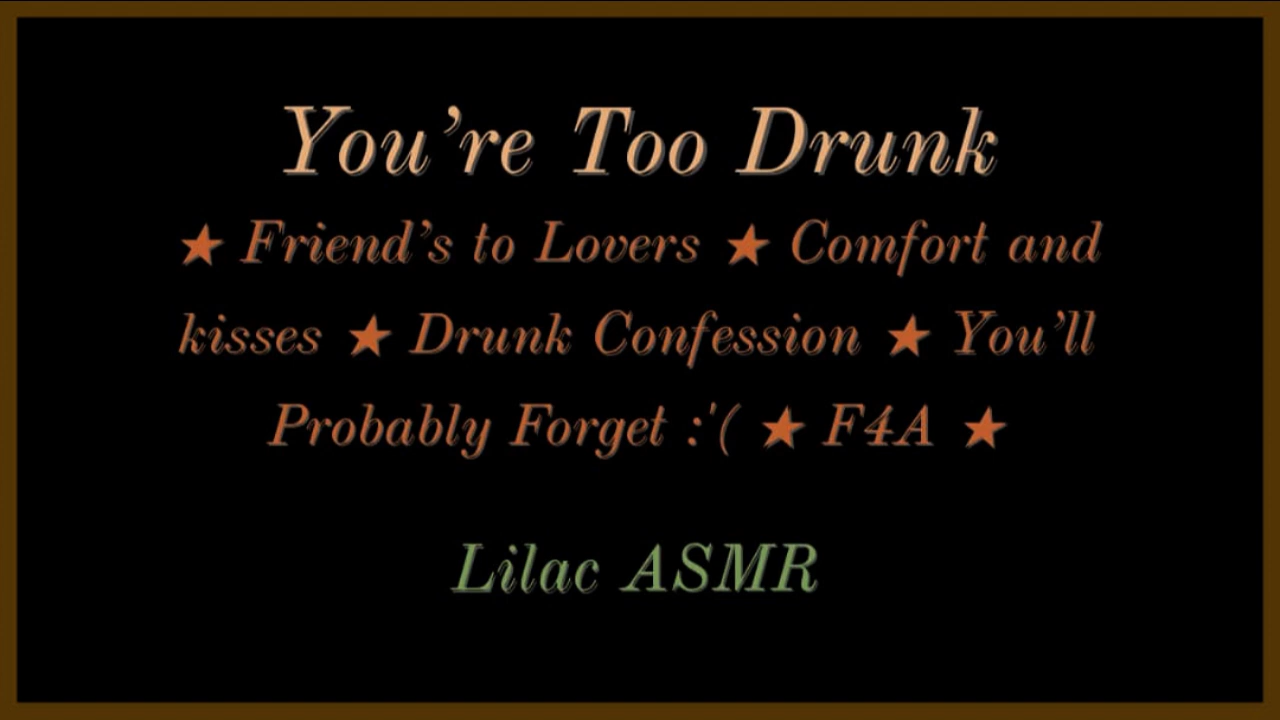 You’re Too Drunk
★ Friend’s to Lovers ★ Comfort and
kisses ★ Drunk Confession ★ You’ll
Probably Forget :'( ★ F4A ★
Lilac ASMR